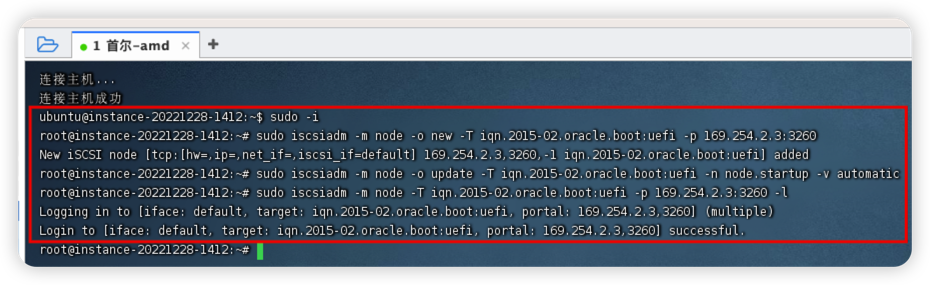 1 首尔-amd × +
连接主机...
连接主机成功
ubuntu@instance-20221228-1412:~$ sudo -i
root@instance-20221228-1412:~# sudo iscsiadm -m node -o new -T iqn.2015-02.oracle.boot:uefi -p 169.254.2.3:3260
New iSCSI node [tcp:[hw=,ip=,net_if=,iscsi_if=default] 169.254.2.3,3260,-1 iqn.2015-02.oracle.boot:uefi] added
root@instance-20221228-1412:~# sudo iscsiadm -m node -o update -T iqn.2015-02.oracle.boot:uefi -n node.startup -v automatic
root@instance-20221228-1412:~# sudo iscsiadm -m node -T iqn.2015-02.oracle.boot:uefi -p 169.254.2.3:3260 -l
Logging in to [iface: default, target: iqn.2015-02.oracle.boot:uefi, portal: 169.254.2.3,3260] (multiple)
Login to [iface: default, target: iqn.2015-02.oracle.boot:uefi, portal: 169.254.2.3,3260] successful.
root@instance-20221228-1412:~#